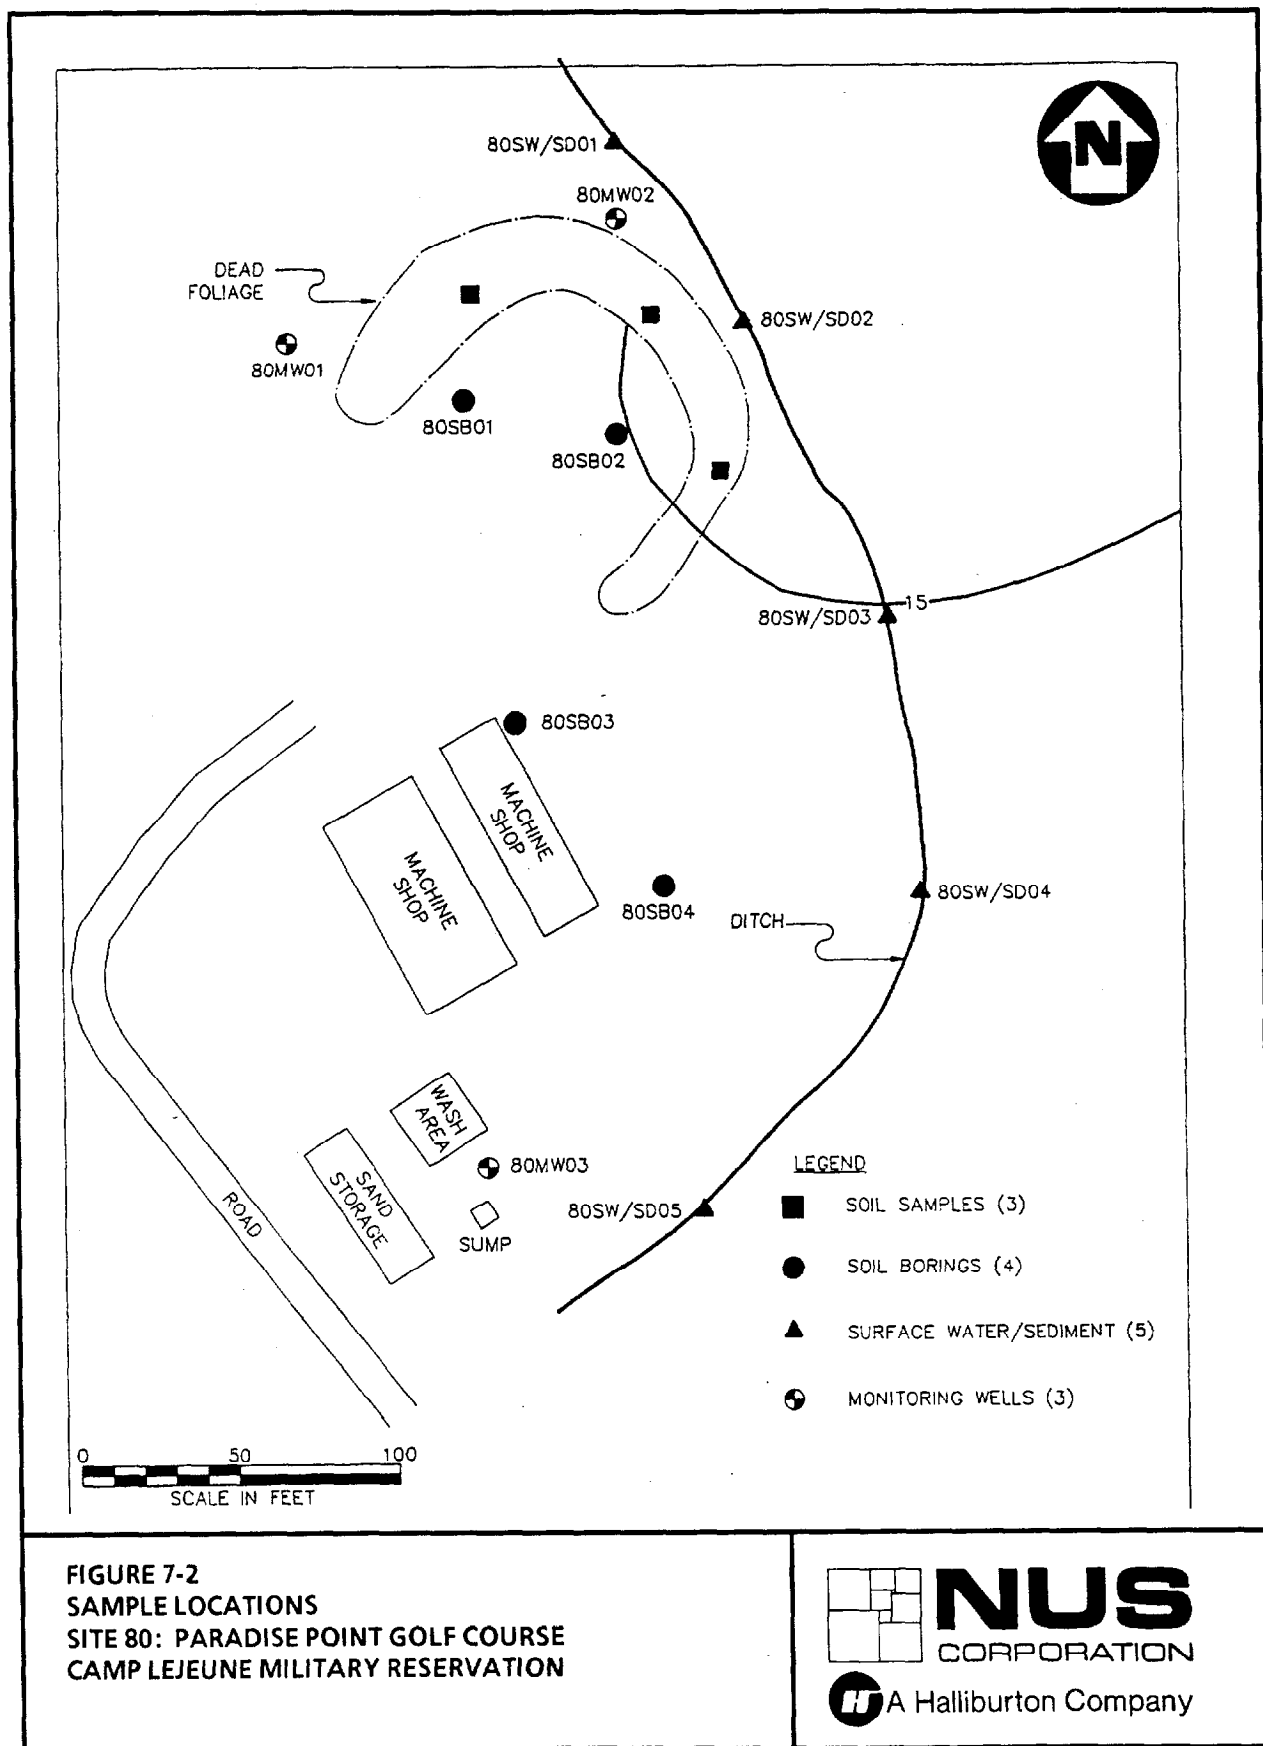 N
80SW/SD01
80MW02
DEAD
FOLIAGE
80SW/SD02
80MW01
80SB01
80SB02
15
80SW/SD03
80SB03
MACHINE
SHOP
MACHINE
SHOP
80SW/SD04
80SB04
DITCH
WASH
AREA
80MW03
SAND
STORAGE
ROAD
80SW/SD05
SUMP
LEGEND
SOIL SAMPLES (3)
SOIL BORINGS (4)
SURFACE WATER/SEDIMENT (5)
MONITORING WELLS (3)
0 50 100
SCALE IN FEET
FIGURE 7-2
SAMPLE LOCATIONS
SITE 80: PARADISE POINT GOLF COURSE
CAMP LEJEUNE MILITARY RESERVATION
NUS
CORPORATION
H A Halliburton Company